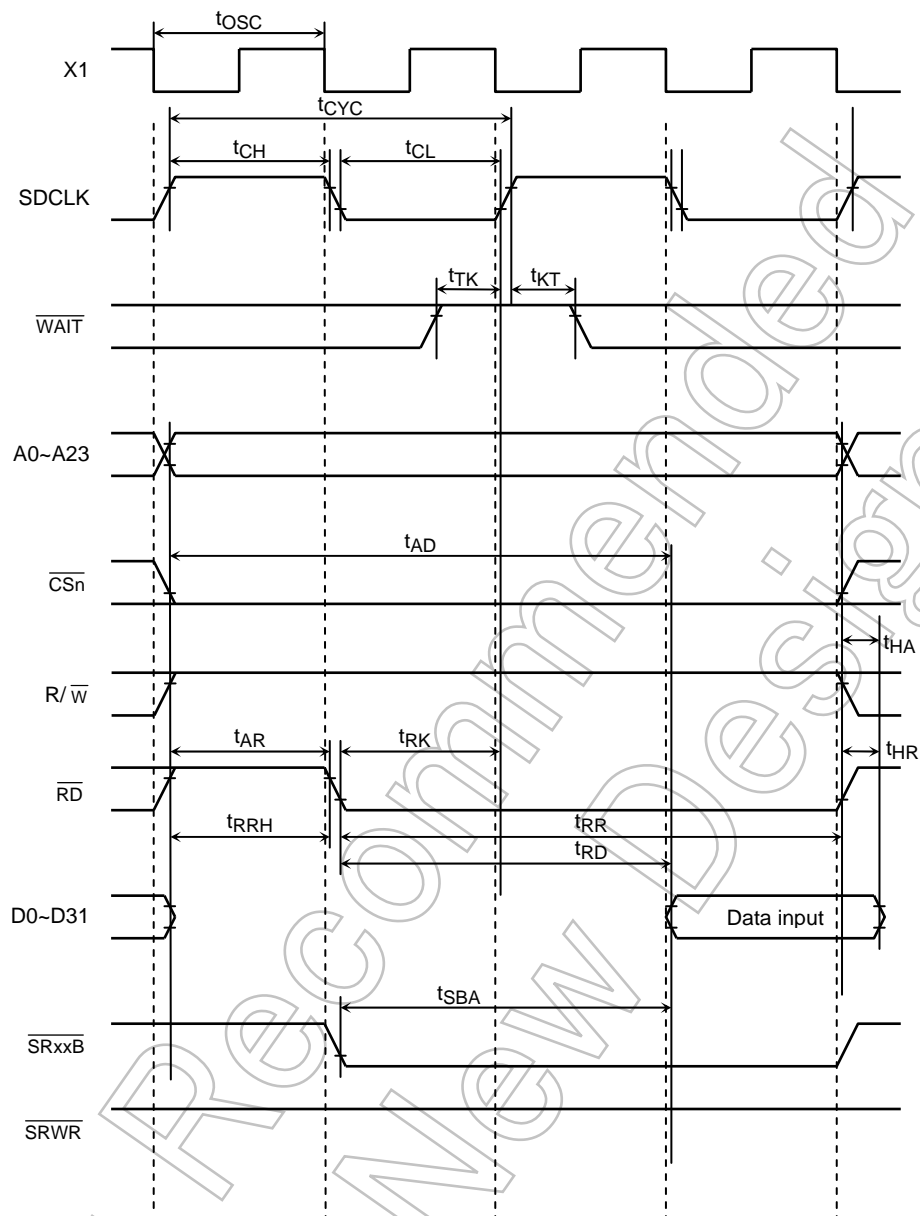 tOSC
X1
tCYC
tCH
tCL
SDCLK
tTK
tKT
WAIT
A0~A23
tAD
CSn
tHA
R/ W
tAR
tRK
tHR
RD
tRRH
tRR
tRD
D0~D31
Data input
tSBA
SRxxB
SRWR
Recommended
New Design